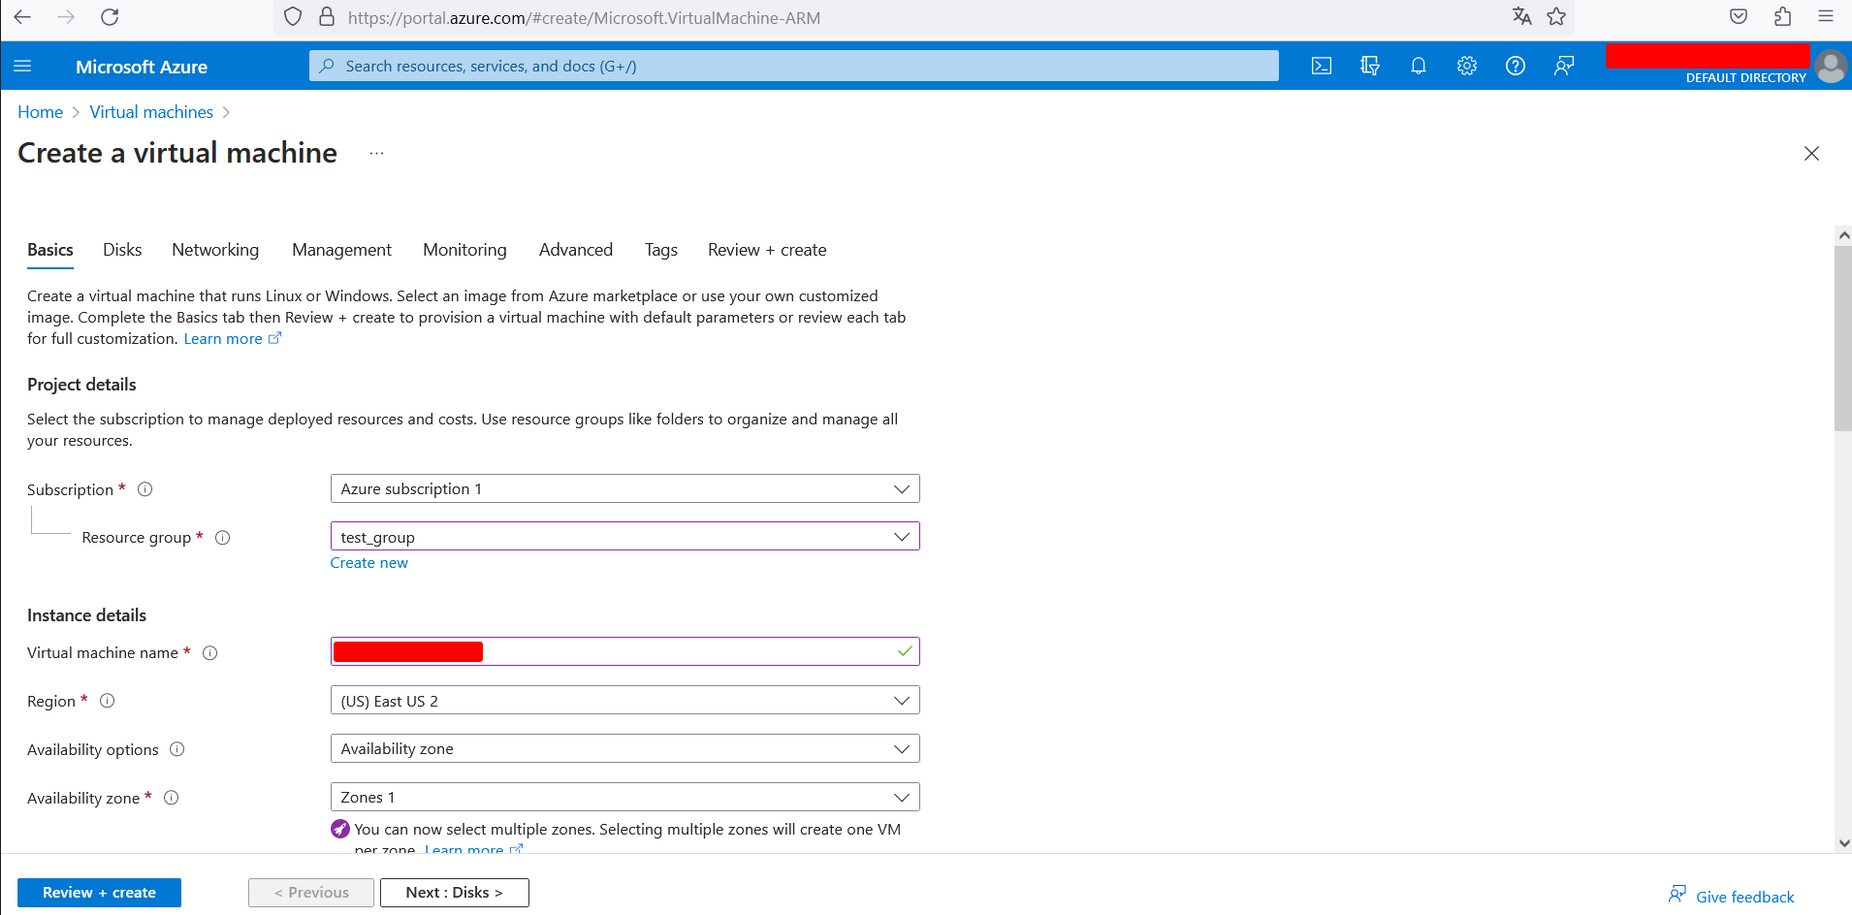 https://portal.azure.com/#create/Microsoft.VirtualMachine-ARM
Microsoft Azure
Search resources, services, and docs (G+/)
DEFAULT DIRECTORY
Home > Virtual machines >
Create a virtual machine ...
Basics Disks Networking Management Monitoring Advanced Tags Review + create
Create a virtual machine that runs Linux or Windows. Select an image from Azure marketplace or use your own customized
image. Complete the Basics tab then Review + create to provision a virtual machine with default parameters or review each tab
for full customization. Learn more
Project details
Select the subscription to manage deployed resources and costs. Use resource groups like folders to organize and manage all
your resources.
Subscription *
Azure subscription 1
Resource group *
test_group
Create new
Instance details
Virtual machine name *
Region *
(US) East US 2
Availability options
Availability zone
Availability zone *
Zones 1
You can now select multiple zones. Selecting multiple zones will create one VM
per zone. Learn more
Review + create
< Previous
Next : Disks >
Give feedback